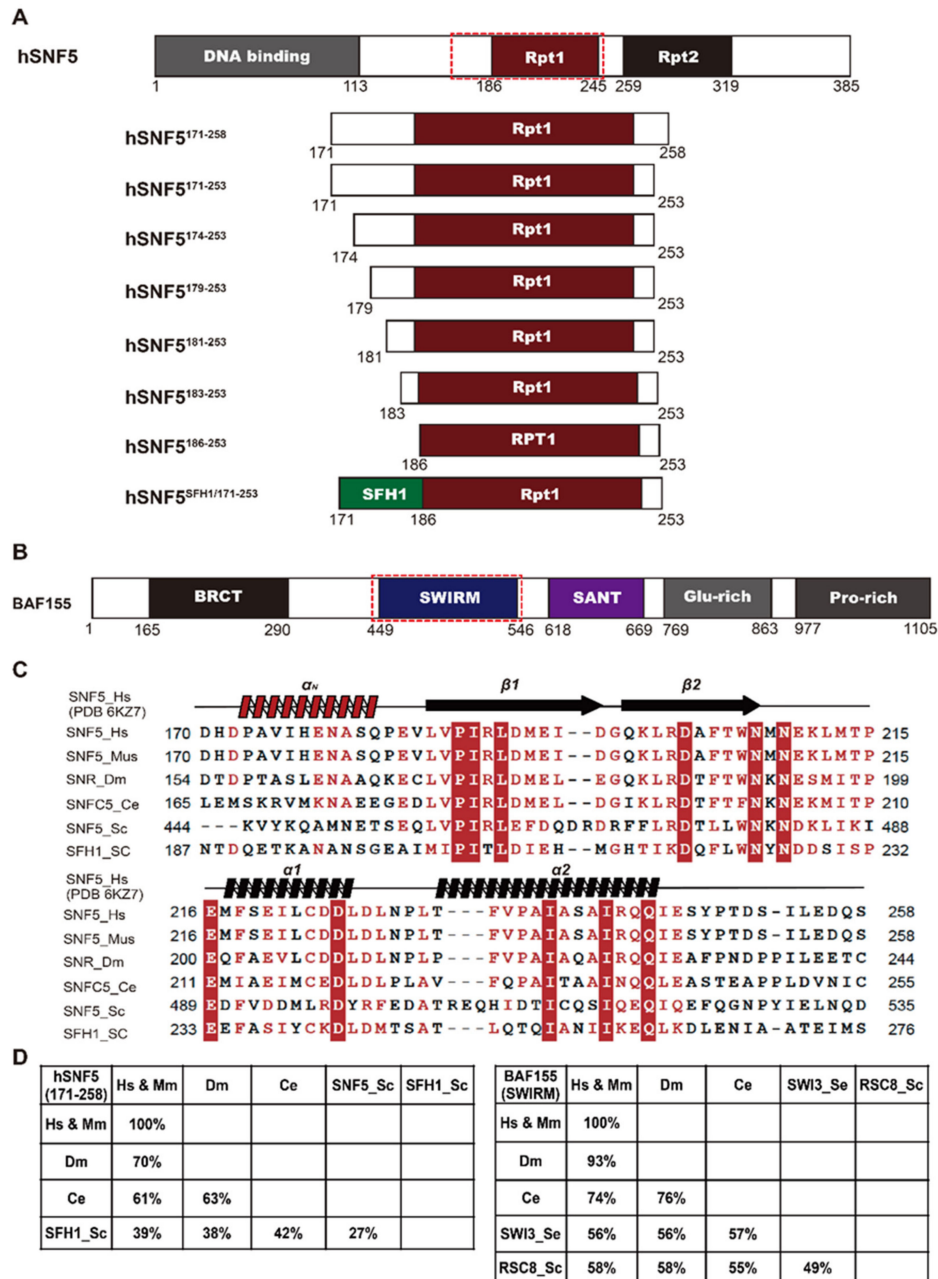 A
hSNF5
DNA binding
Rpt1
Rpt2
1 113 186 245 259 319 385
hSNF5171-258
Rpt1
171 258
hSNF5171-253
Rpt1
171 253
hSNF5174-253
Rpt1
174 253
hSNF5179-253
Rpt1
179 253
hSNF5181-253
Rpt1
181 253
hSNF5183-253
Rpt1
183 253
hSNF5186-253
RPT1
186 253
hSNF5SFH1/171-253
SFH1 Rpt1
171 186 253
B
BAF155
BRCT SWIRM SANT Glu-rich Pro-rich
1 165 290 449 546 618 669 769 863 977 1105
C
SNF5_Hs
(PDB 6KZ7)
αN β1 β2
SNF5_Hs 170 DHDPAVIHENASQPEVLVPIRLDMEI--DGQKLRDAFTWNMNEKLMTP 215
SNF5_Mus 170 DHDPAVIHENASQPEVLVPIRLDMEI--DGQKLRDAFTWNMNEKLMTP 215
SNR_Dm 154 DTDPTASLENAAQKECLVPIRLDMEL--EGQKLRDTFTWNKNESMITP 199
SNFC5_Ce 165 LEMSKRVMKNAEEGEDLVPIRLDMEL--DGIKLRDTFTFNKNEKMITP 210
SNF5_Sc 444 ---KVYKQAMNETSEQLVPIRLEFDQDRDRFFLRDTLLWNKNDKLIKI 488
SFH1_SC 187 NTDQETKANANSGEAIMIPITLDIEH--MGHTIKDQFLWNYNDDSISP 232
SNF5_Hs
(PDB 6KZ7)
α1 α2
SNF5_Hs 216 EMFSEILCDDLDLNPLT---FVPAIASAIRQQIESYPTDS-ILEDQS 258
SNF5_Mus 216 EMFSEILCDDLDLNPLT---FVPAIASAIRQQIESYPTDS-ILEDQS 258
SNR_Dm 200 EQFAEVLCDDLDLNPLP---FVPAIAQAIRQQIEAFPNDPPILEETC 244
SNFC5_Ce 211 EMIAEIMCEDLDLPLAV---FQPAITAAINQQLEASTEAPPLDVNIC 255
SNF5_Sc 489 EDFVDDMLRDYRFEDATREQHIDTICQSIQEQIQEFQGNPYIELNQD 535
SFH1_SC 233 EEFASIYCKDLDMTSAT---LQTQIANIIKEQLKDLENIA-ATEIMS 276
D
hSNF5 (171-258) Hs & Mm Dm Ce SNF5_Sc SFH1_Sc
Hs & Mm 100%
Dm 70%
Ce 61% 63%
SFH1_Sc 39% 38% 42% 27%
BAF155 (SWIRM) Hs & Mm Dm Ce SWI3_Se RSC8_Sc
Hs & Mm 100%
Dm 93%
Ce 74% 76%
SWI3_Se 56% 56% 57%
RSC8_Sc 58% 58% 55% 49%